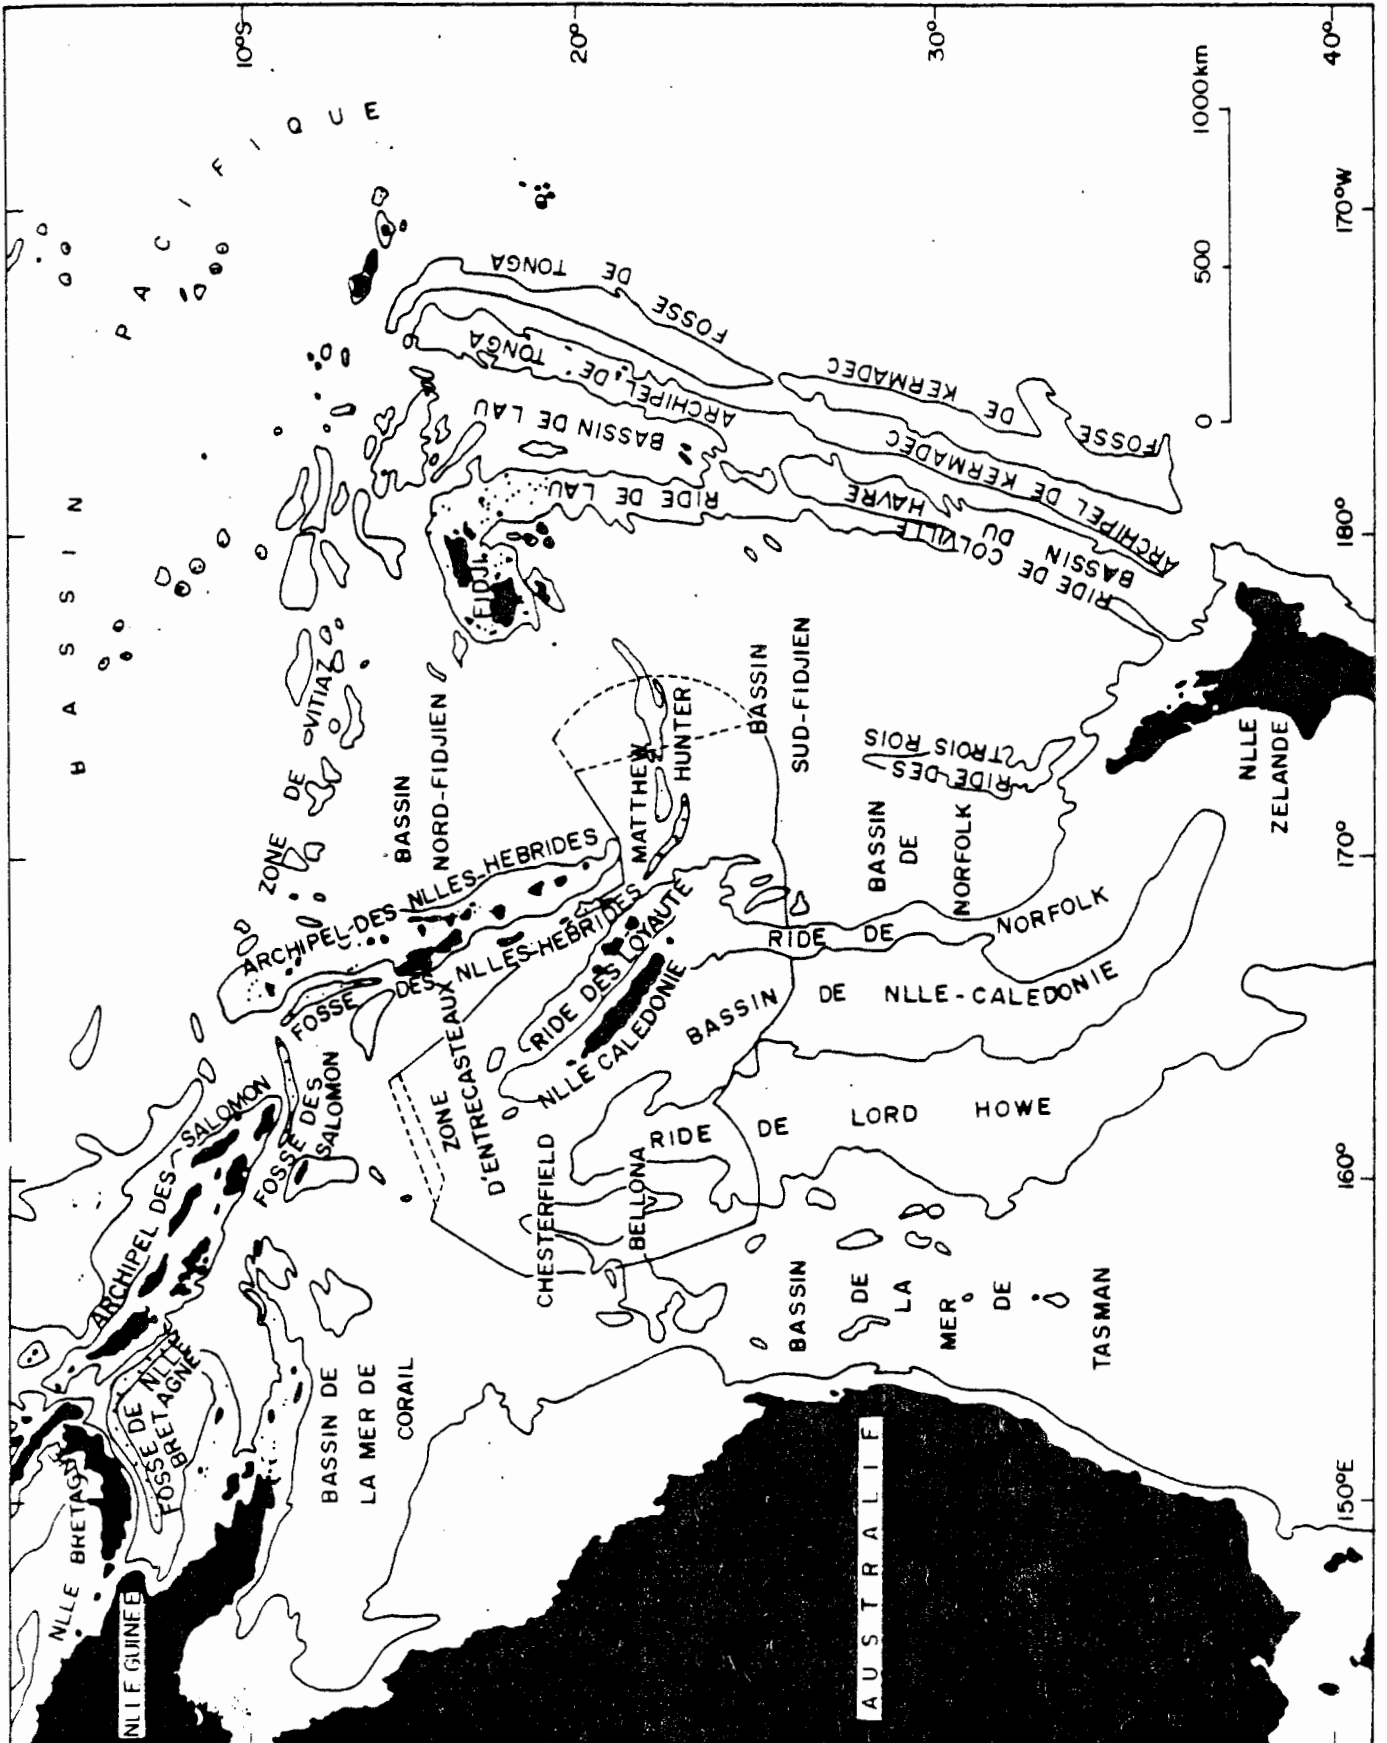 10°S
20°
30°
40°
170°W
180°
170°
160°
150°E
0
500
1000km
BASSIN
PACIFIQUE
FOSSE DE TONGA
ARCHIPEL DE TONGA
BASSIN DE LAU
RIDE DE LAU
FOSSE DE KERMADEC
ARCHIPEL DE KERMADEC
BASSIN DU HAVRE
RIDE DE COLVILLE
FIDJI
ZONE DE VITIAZ
BASSIN
NORD-FIDJIEN
MATTHEW
HUNTER
BASSIN
SUD-FIDJIEN
RIDE-DES-
TROIS ROIS
NLLE
ZELANDE
BASSIN
DE
NORFOLK
ARCHIPEL-DES-NLLES-HEBRIDES
FOSSE DES NLLES-HEBRIDES
RIDE DES LOYAUTE
NLLE CALEDONIE
RIDE DE NORFOLK
BASSIN DE NLLE-CALEDONIE
ZONE
D'ENTRECASTEAUX
RIDE DE LORD HOWE
CHESTERFIELD
BELLONA
ARCHIPEL DES SALOMON
FOSSE DES
SALOMON
BASSIN
DE
LA
MER
DE
TASMAN
BASSIN DE
LA MER DE
CORAIL
FOSSE DE NLLE
BRETAGNE
NLLE BRETAGNE
NLLE GUINEE
AUSTRALIE